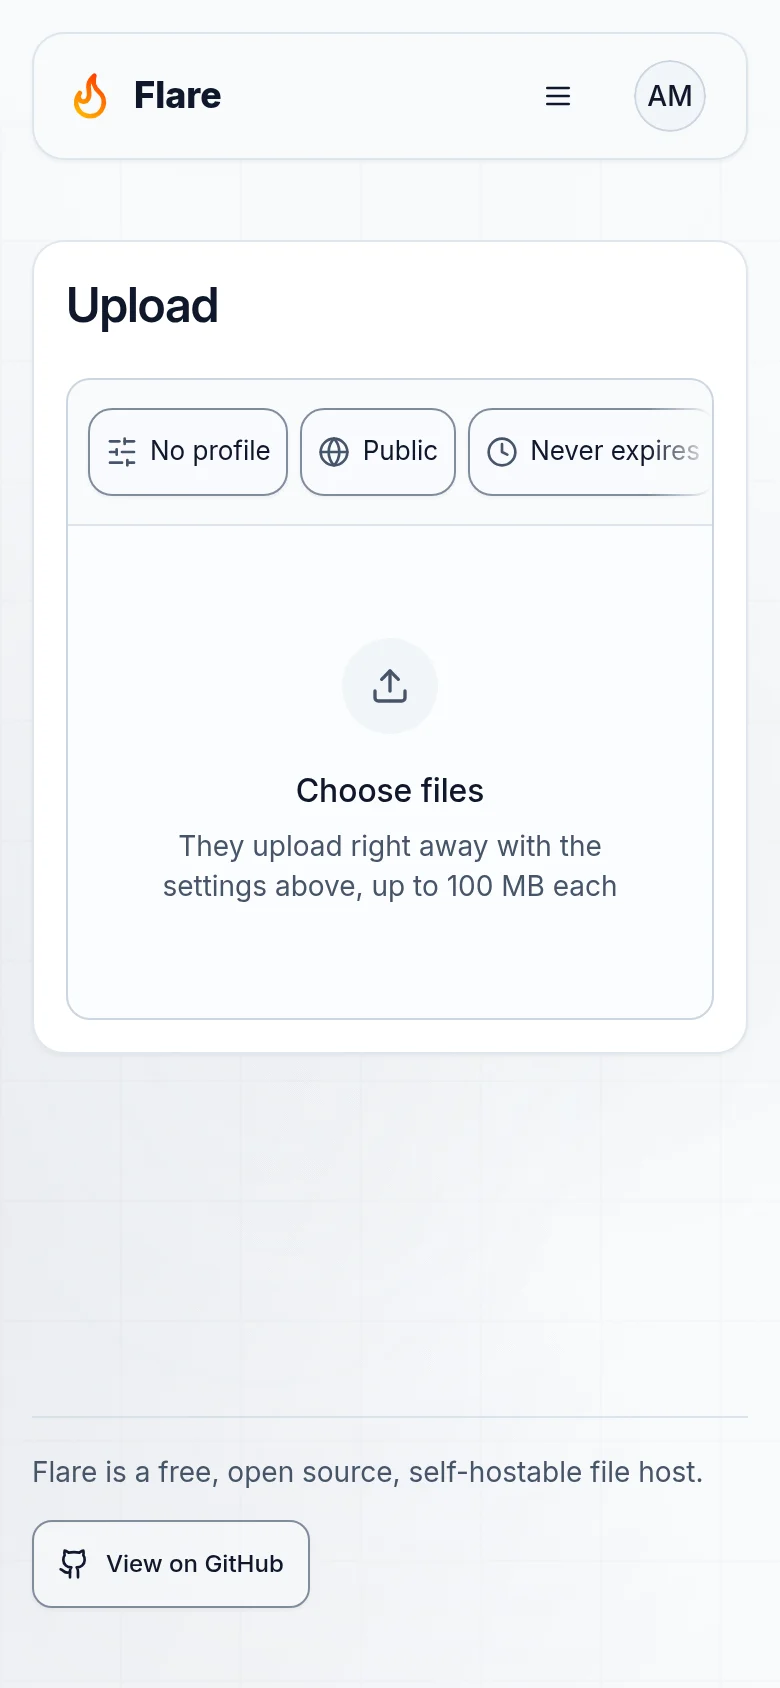 Flare
AM
Upload
No profile
Public
Never expires
Choose files
They upload right away with the
settings above, up to 100 MB each
Flare is a free, open source, self-hostable file host.
View on GitHub